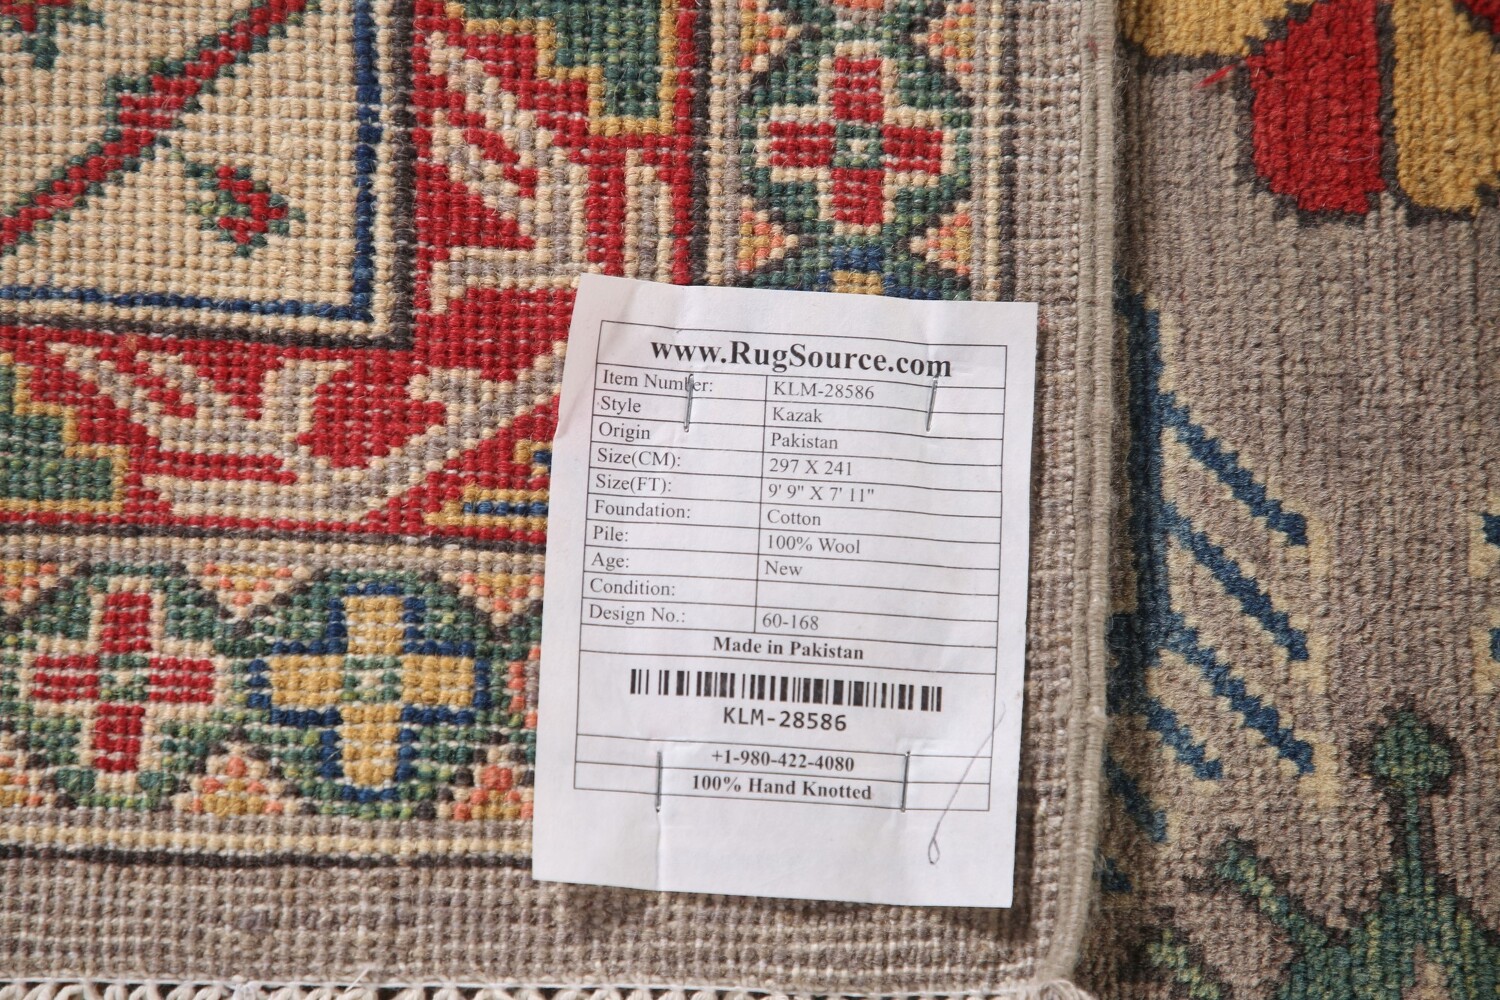 www.RugSource.com
Item Number: KLM-28586
Style Kazak
Origin Pakistan
Size(CM): 297 X 241
Size(FT): 9' 9" X 7' 11"
Foundation: Cotton
Pile: 100% Wool
Age: New
Condition:
Design No.: 60-168
Made in Pakistan
KLM-28586
+1-980-422-4080
100% Hand Knotted